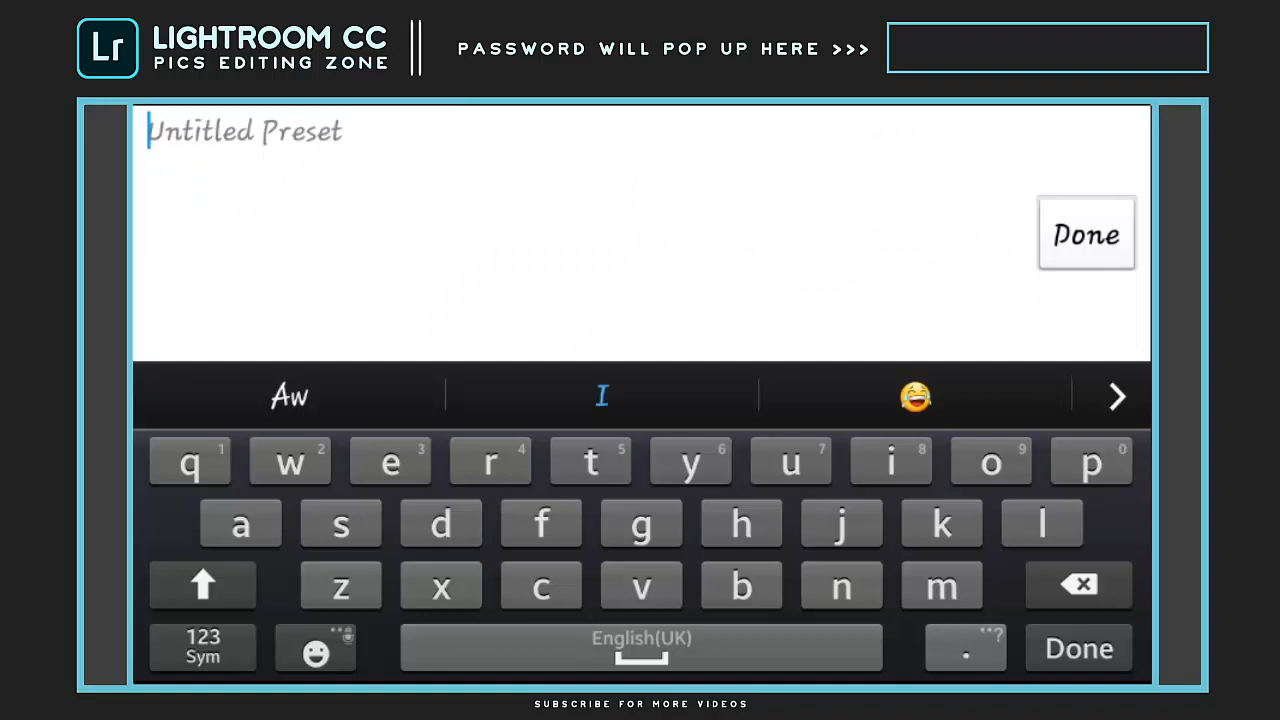 Lr
LIGHTROOM CC
PICS EDITING ZONE
PASSWORD WILL POP UP HERE >>>
Untitled Preset
Done
Aw I 😂
q 1 w 2 e 3 r 4 t 5 y 6 u 7 i 8 o 9 p 0
a s d f g h j k l
z x c v b n m
123
Sym
English(UK)
. ?
Done
SUBSCRIBE FOR MORE VIDEOS